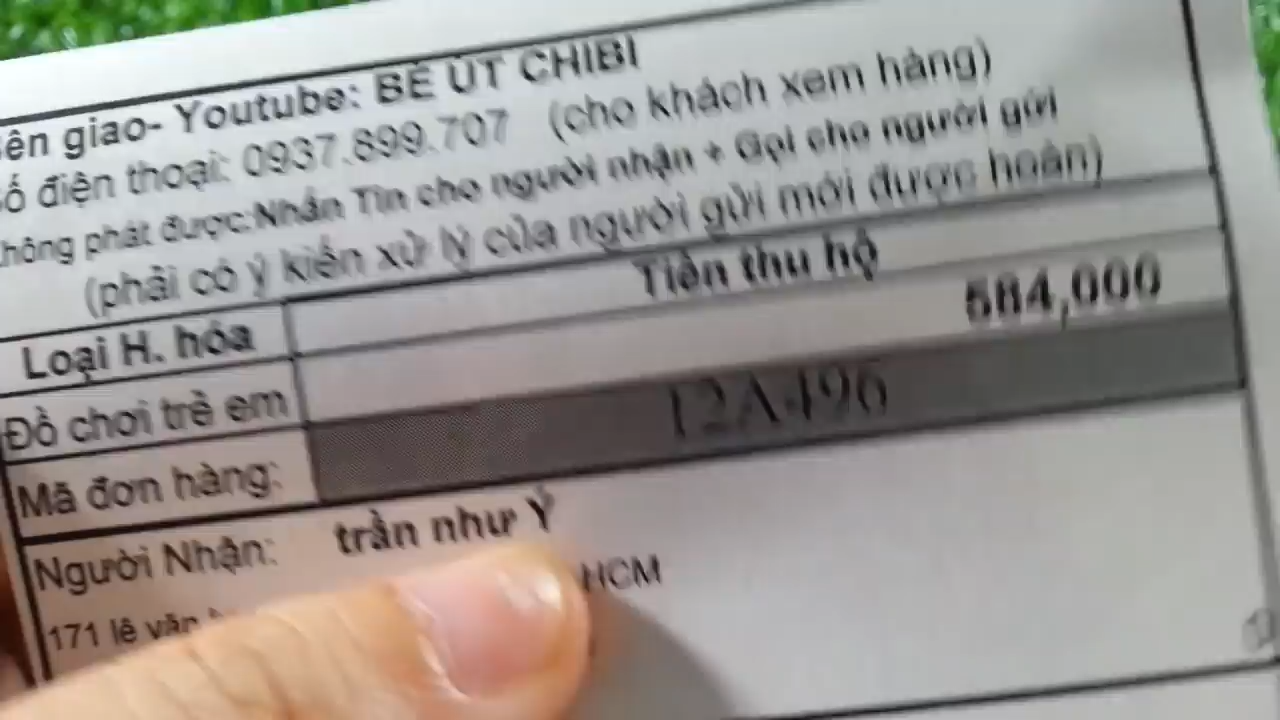 Bên giao- Youtube: BÉ ÚT CHIBI
Số điện thoại: 0937.899.707 (cho khách xem hàng)
Không phát được:Nhắn Tin cho người nhận + Gọi cho người gửi
(phải có ý kiến xử lý của người gửi mới được hoàn)
Loại H. hóa
Tiền thu hộ
Đồ chơi trẻ em
584,000
Mã đơn hàng:
12A496
Người Nhận: trần như Ý
171 lê văn
HCM